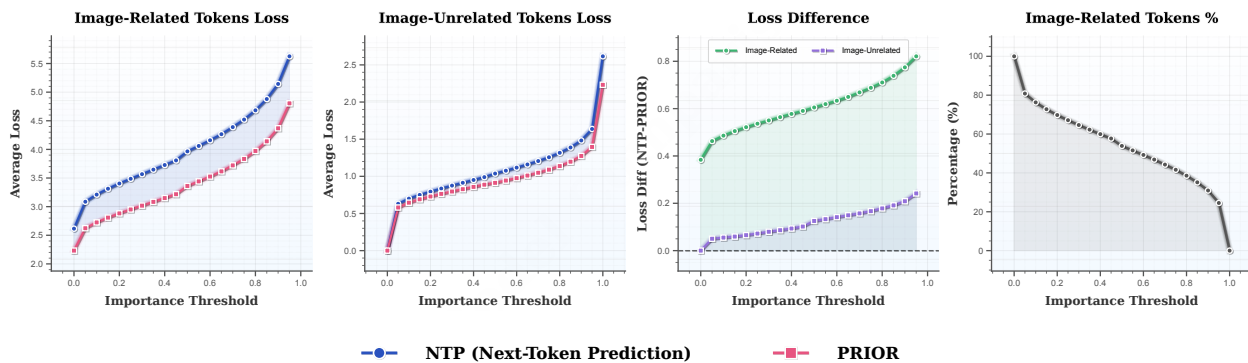 Image-Related Tokens Loss
Average Loss
5.5
5.0
4.5
4.0
3.5
3.0
2.5
2.0
0.0 0.2 0.4 0.6 0.8 1.0
Importance Threshold
Image-Unrelated Tokens Loss
Average Loss
2.5
2.0
1.5
1.0
0.5
0.0
0.0 0.2 0.4 0.6 0.8 1.0
Importance Threshold
Loss Difference
Loss Diff (NTP-PRIOR)
Image-Related Image-Unrelated
0.8
0.6
0.4
0.2
0.0
0.0 0.2 0.4 0.6 0.8 1.0
Importance Threshold
Image-Related Tokens %
Percentage (%)
100
80
60
40
20
0
0.0 0.2 0.4 0.6 0.8 1.0
Importance Threshold
NTP (Next-Token Prediction) PRIOR